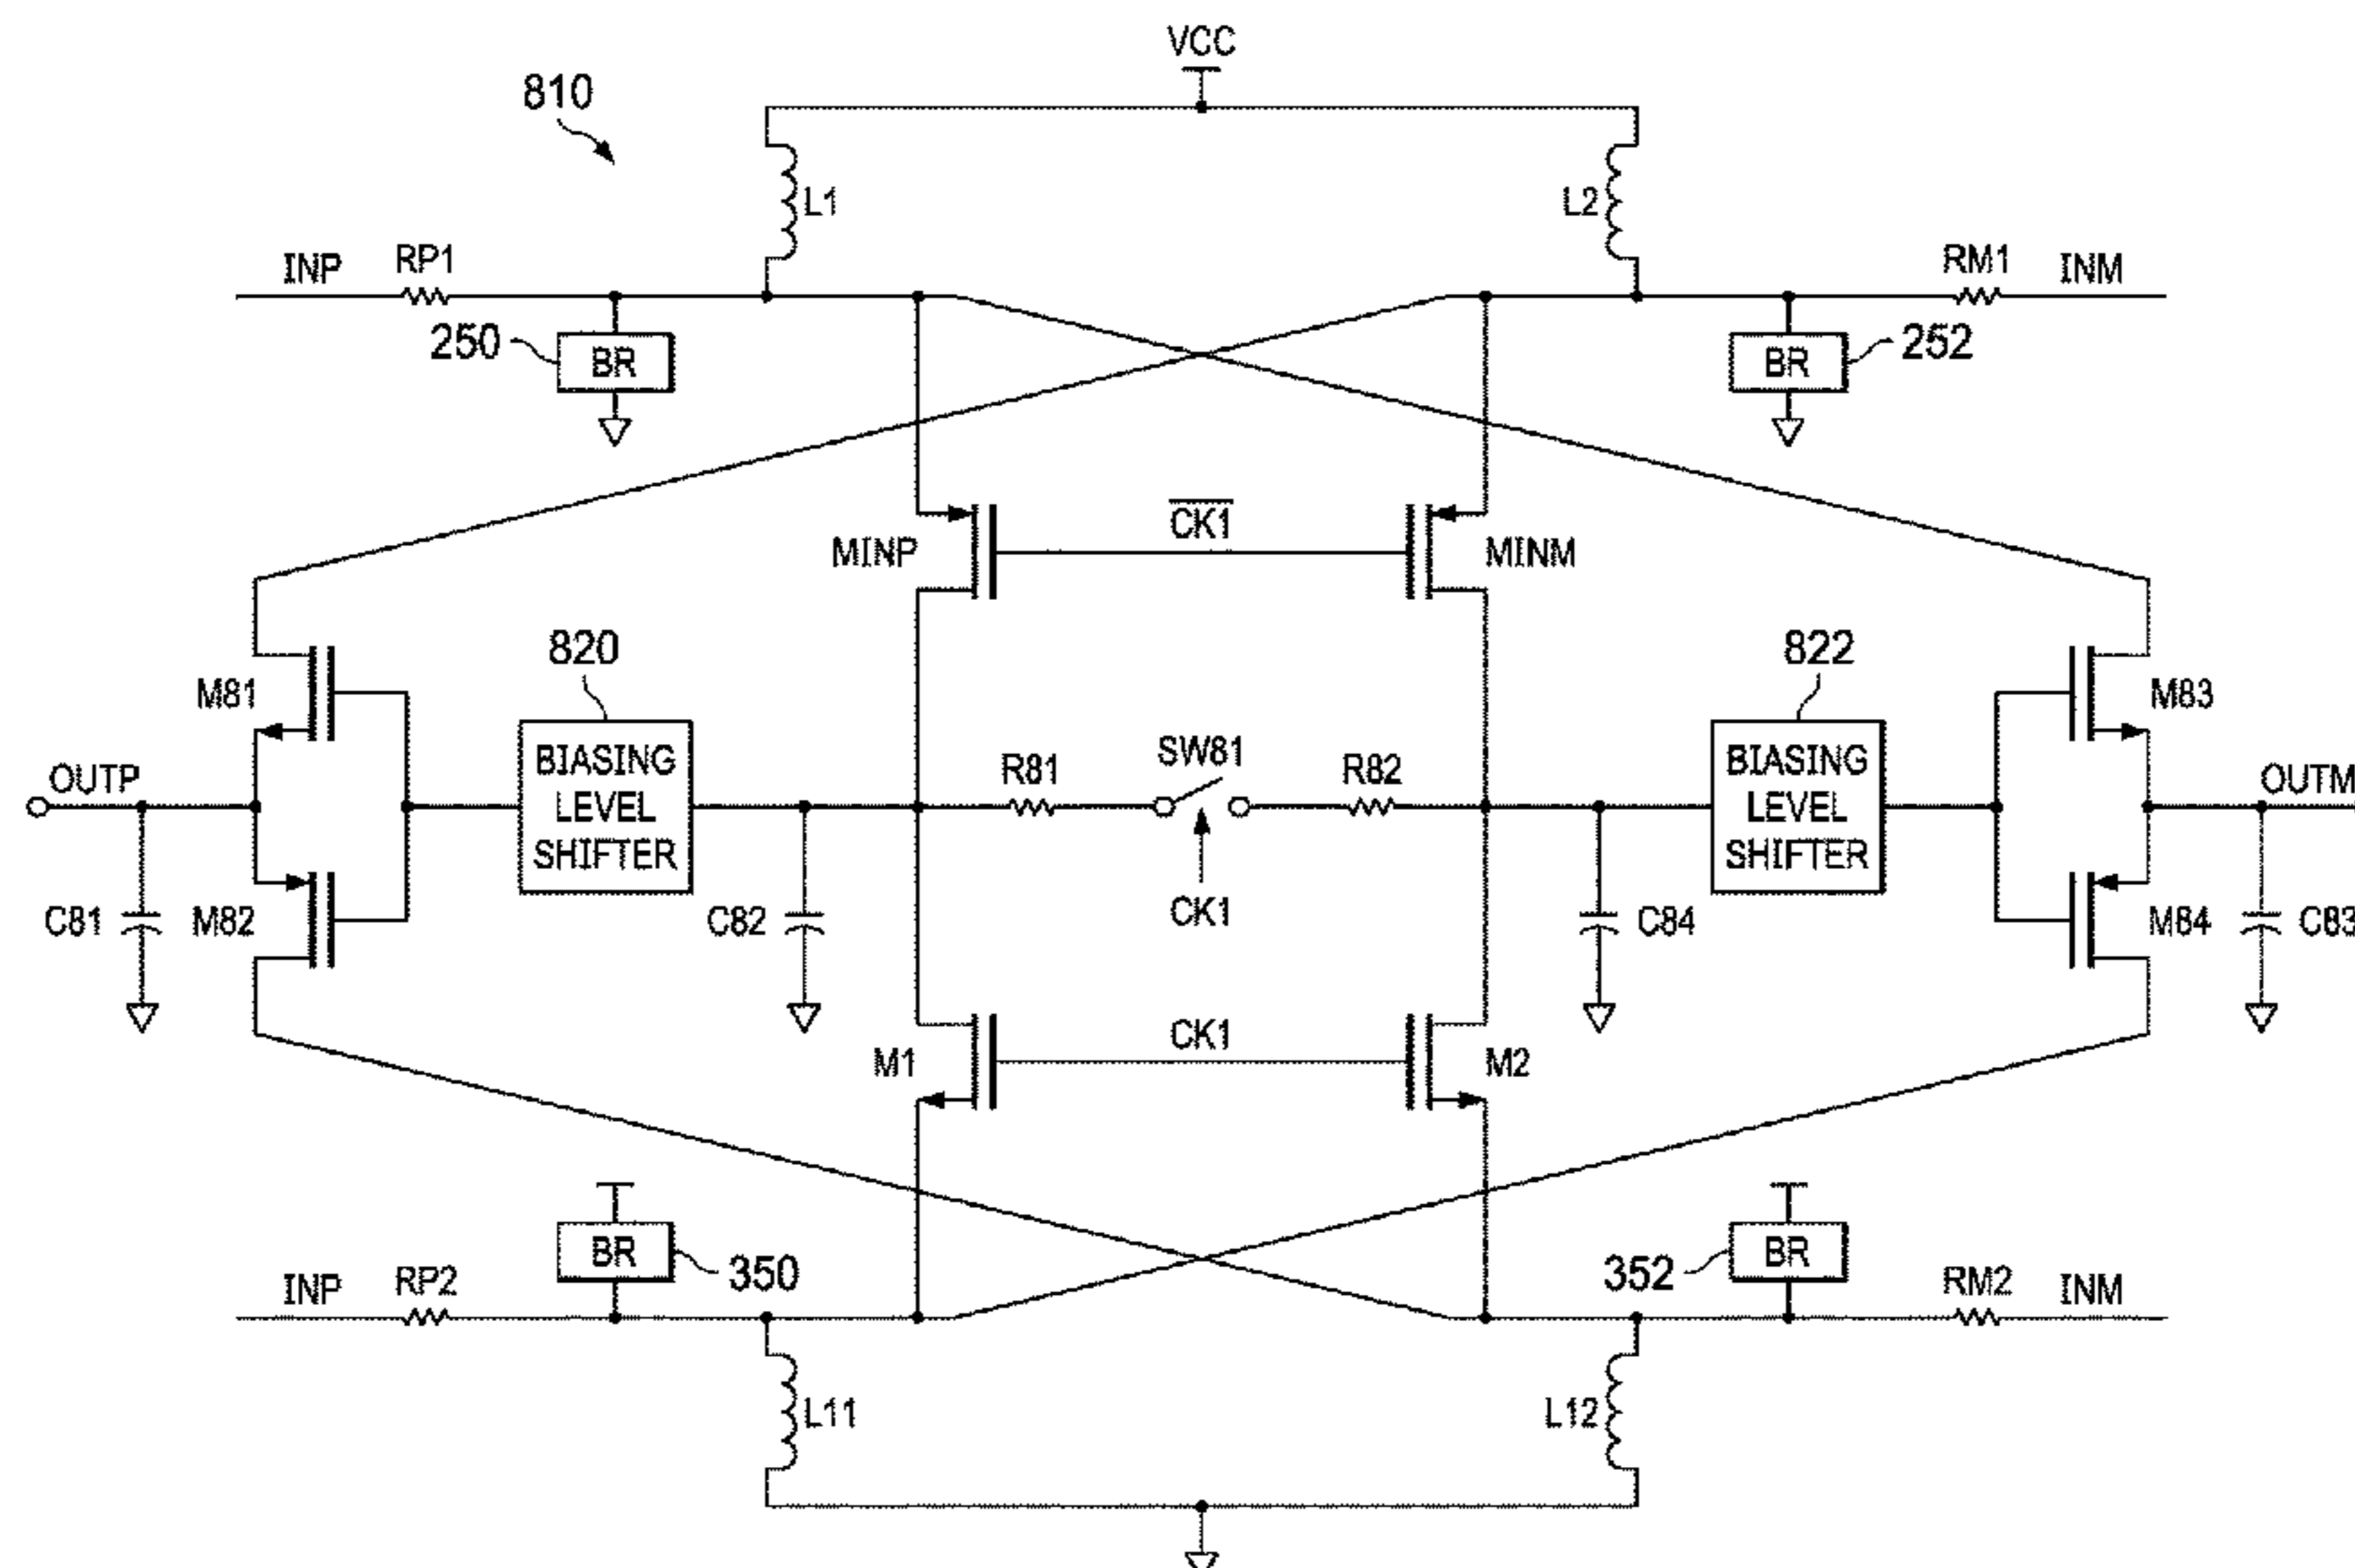 VCC
810
L1
L2
INP
RP1
RM1
INM
250
BR
BR
252
CK1
MINP
MINM
820
822
M81
M83
OUTP
BIASING
LEVEL
SHIFTER
R81
SW81
R82
BIASING
LEVEL
SHIFTER
OUTM
C81
M82
C82
CK1
C84
M84
C83
M1
CK1
M2
BR
350
352
BR
INP
RP2
RM2
INM
L11
L12